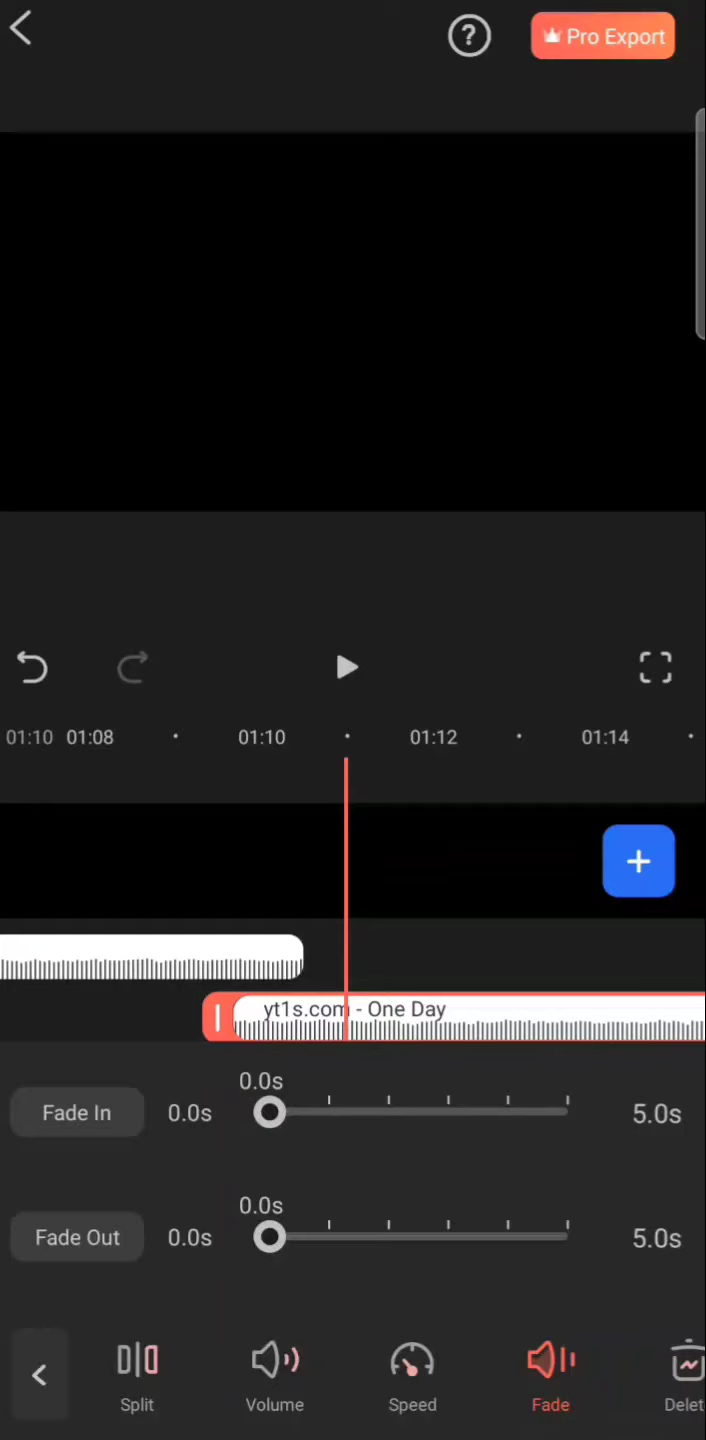 ?
Pro Export
01:10 01:08 01:10 01:12 01:14
yt1s.com - One Day
0.0s
Fade In 0.0s 5.0s
0.0s
Fade Out 0.0s 5.0s
Split Volume Speed Fade Delet